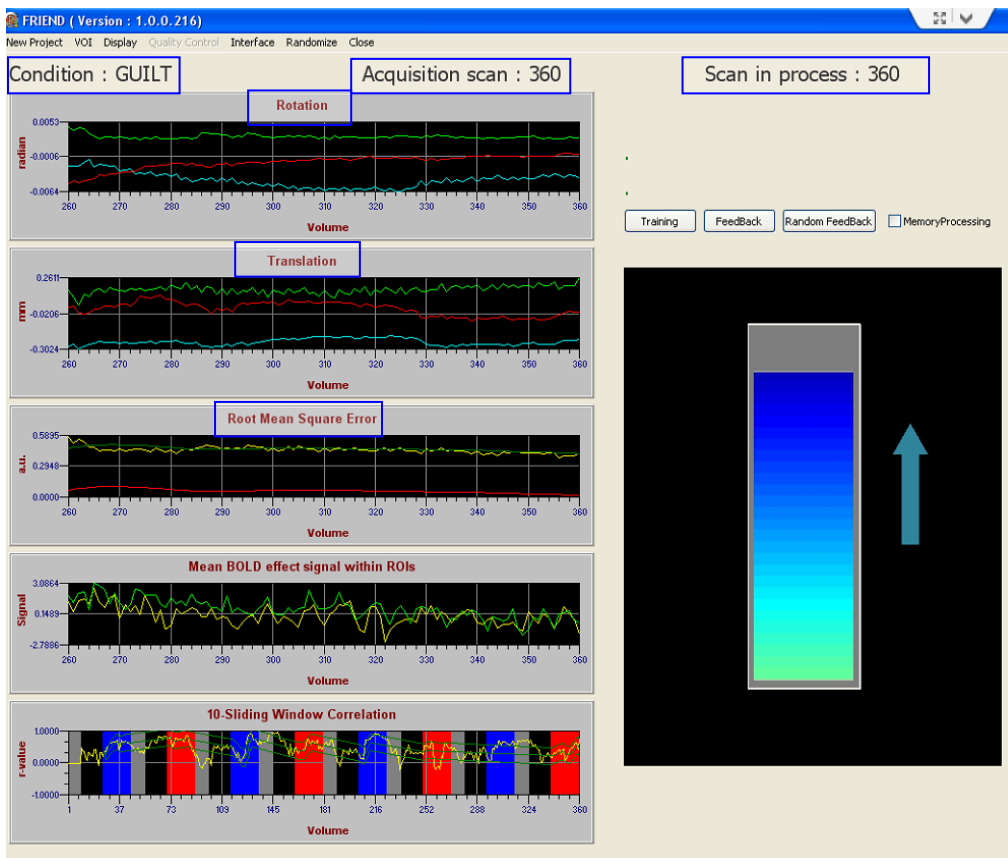 FRIEND ( Version : 1.0.0.216)
New Project VOI Display Quality Control Interface Randomize Close
Condition : GUILT Acquisition scan : 360 Scan in process : 360
Rotation
0.0053
-0.0006
-0.0064
radian
260 270 280 290 300 310 320 330 340 350 360
Volume
Training FeedBack Random FeedBack MemoryProcessing
Translation
0.2611
-0.0206
-0.3024
mm
260 270 280 290 300 310 320 330 340 350 360
Volume
Root Mean Square Error
0.5895
0.2948
0.0000
a.u.
260 270 280 290 300 310 320 330 340 350 360
Volume
Mean BOLD effect signal within ROIs
3.0864
0.1489
-2.7886
Signal
260 270 280 290 300 310 320 330 340 350 360
Volume
10-Sliding Window Correlation
1.0000
0.0000
-1.0000
r-value
1 37 73 109 145 181 216 252 288 324 360
Volume